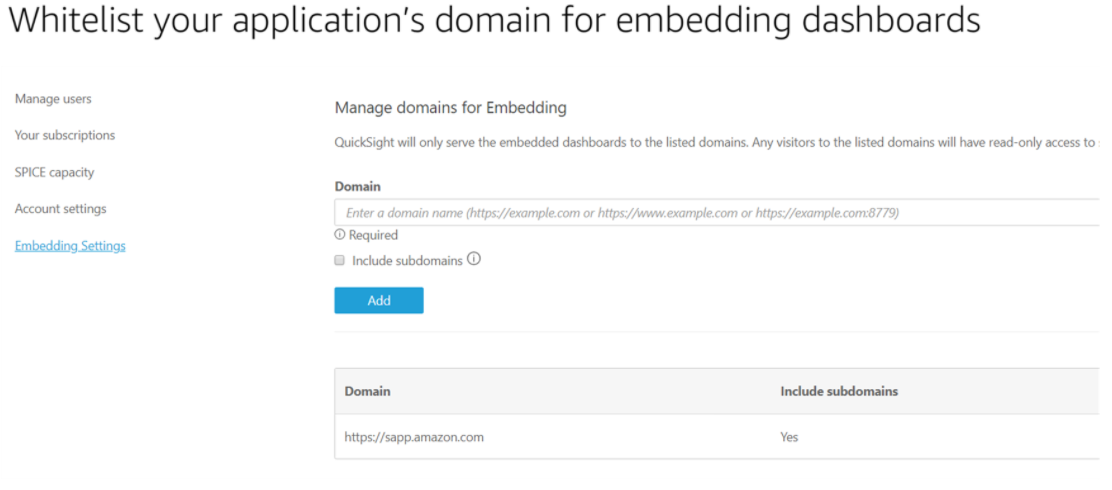 Whitelist your application's domain for embedding dashboards
Manage users
Your subscriptions
SPICE capacity
Account settings
Embedding Settings
Manage domains for Embedding
QuickSight will only serve the embedded dashboards to the listed domains. Any visitors to the listed domains will have read-only access to
Domain
Enter a domain name (https://example.com or https://www.example.com or https://example.com:8779)
Required
Include subdomains
Add
Domain Include subdomains
https://sapp.amazon.com Yes